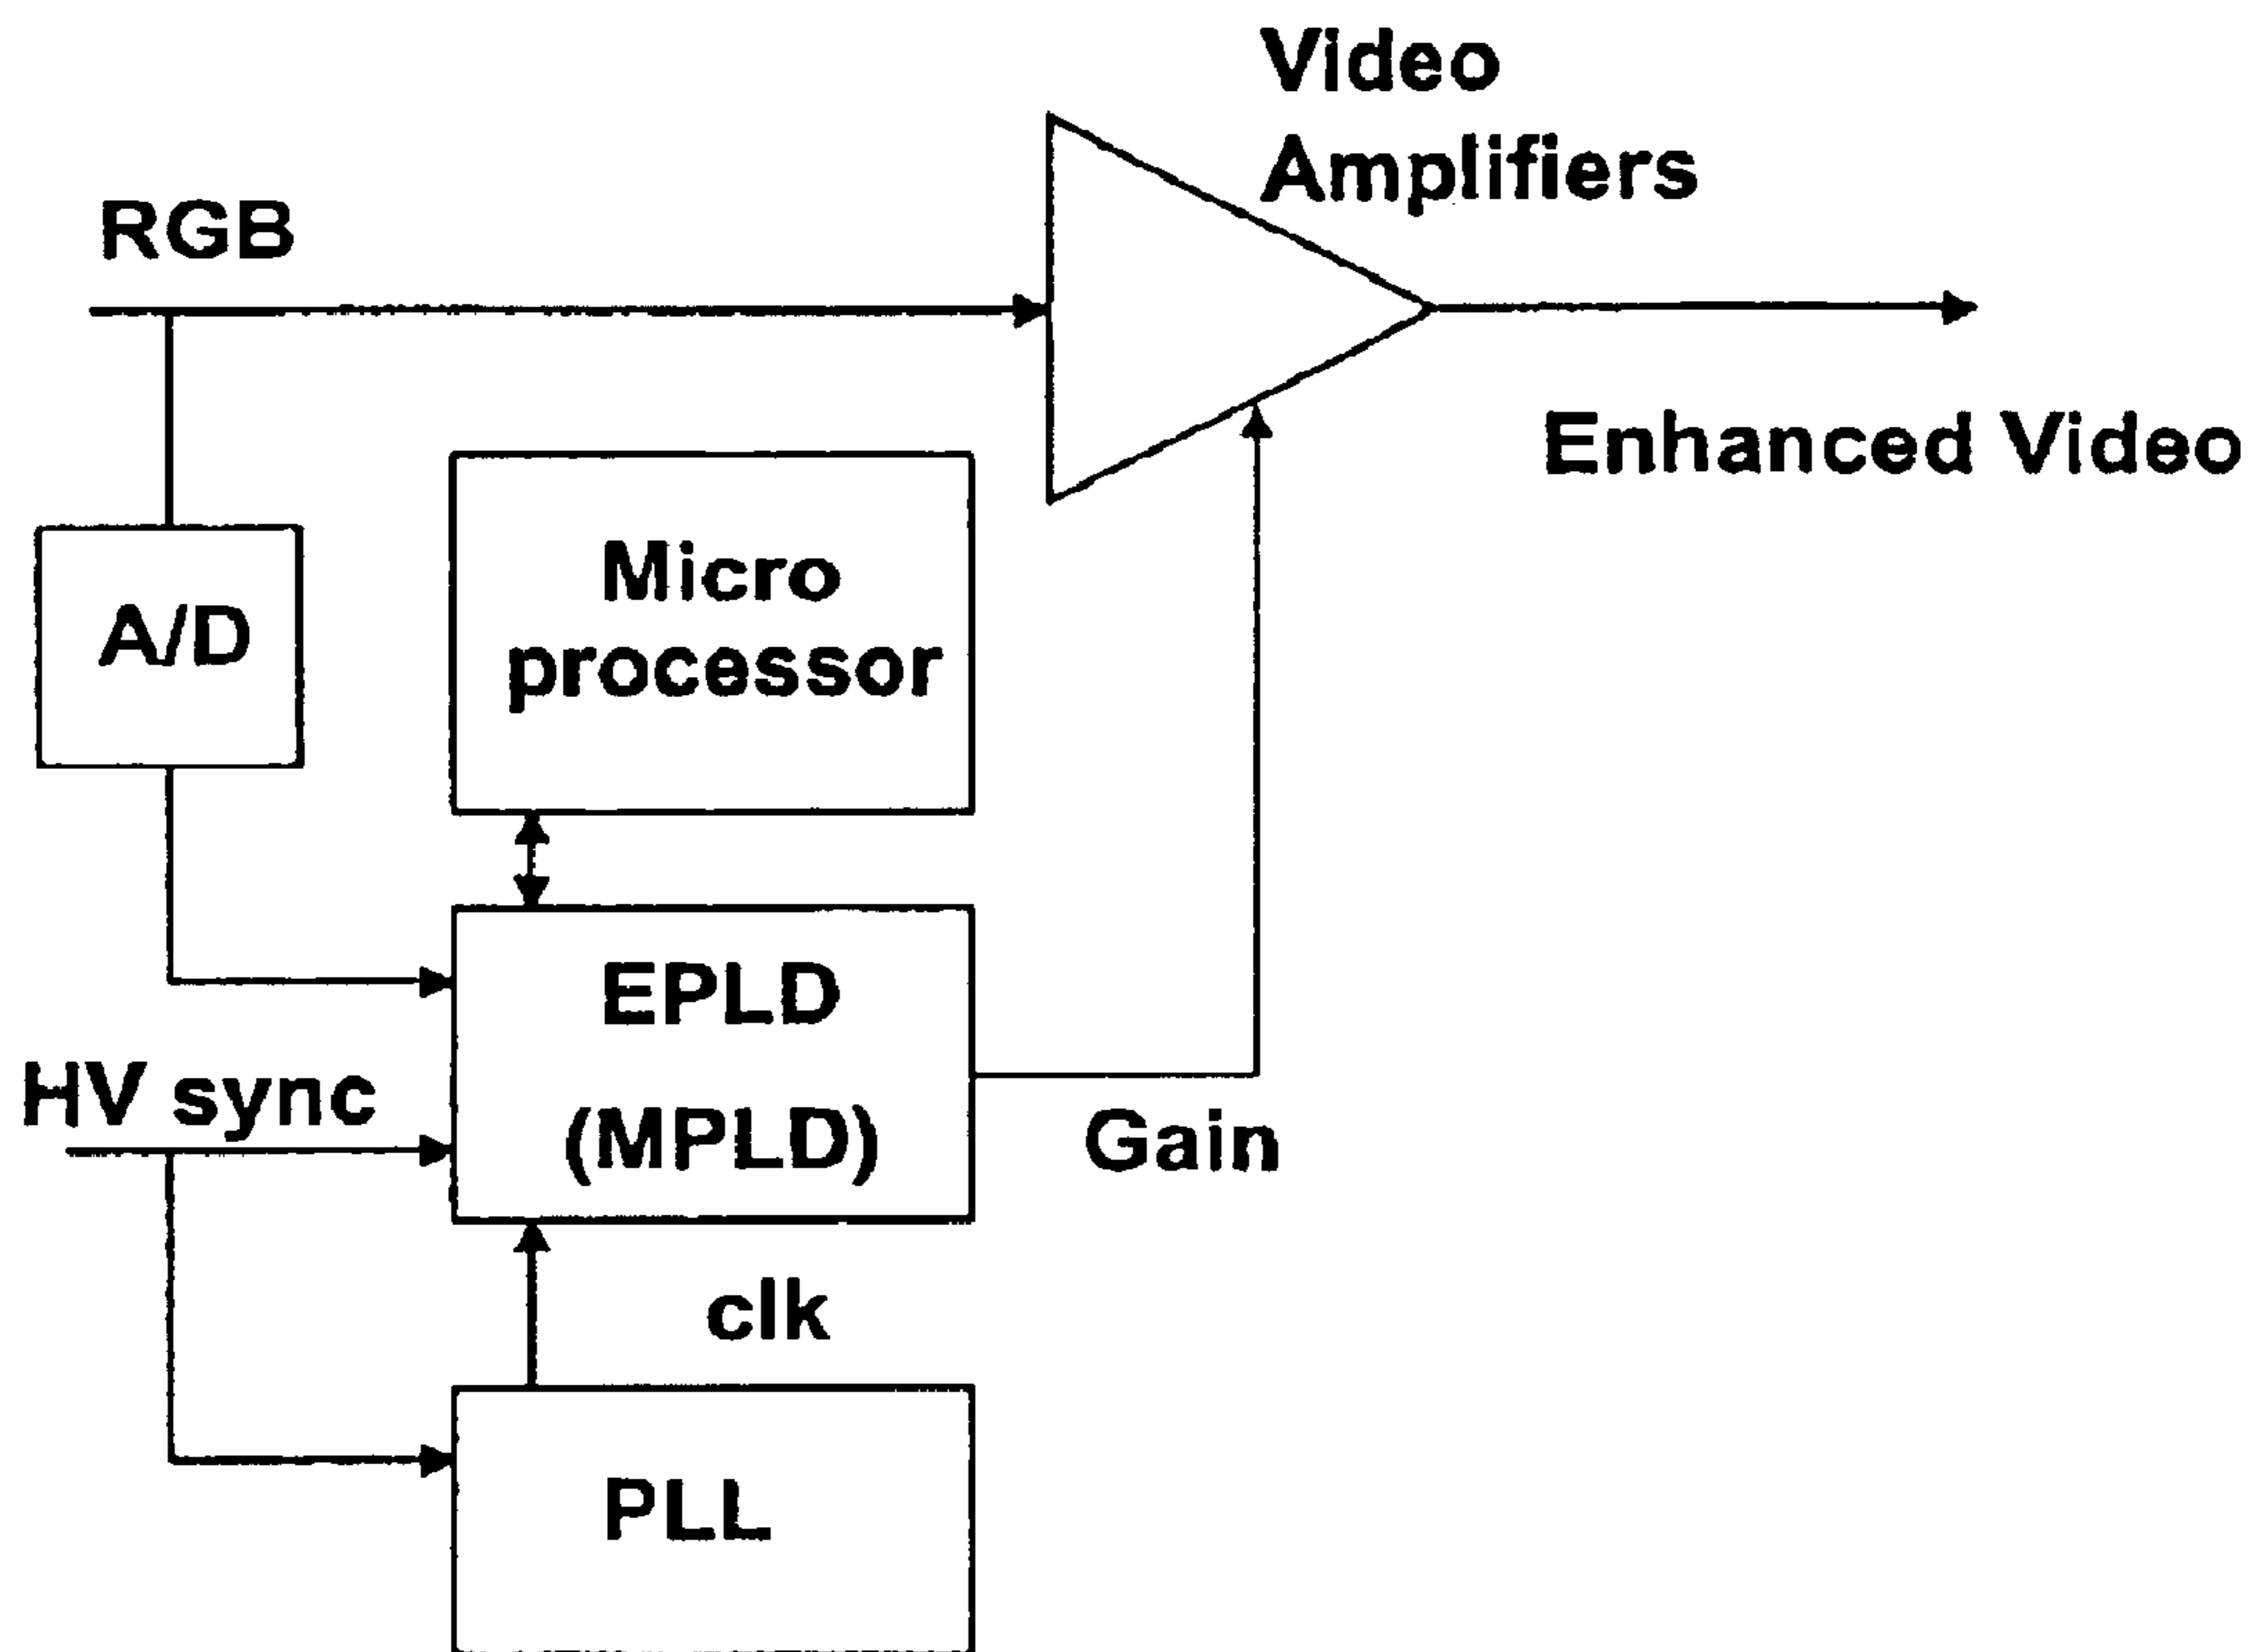 Video
Amplifiers
RGB
Enhanced Video
Micro
processor
A/D
EPLD
(MPLD)
HV sync
Gain
clk
PLL